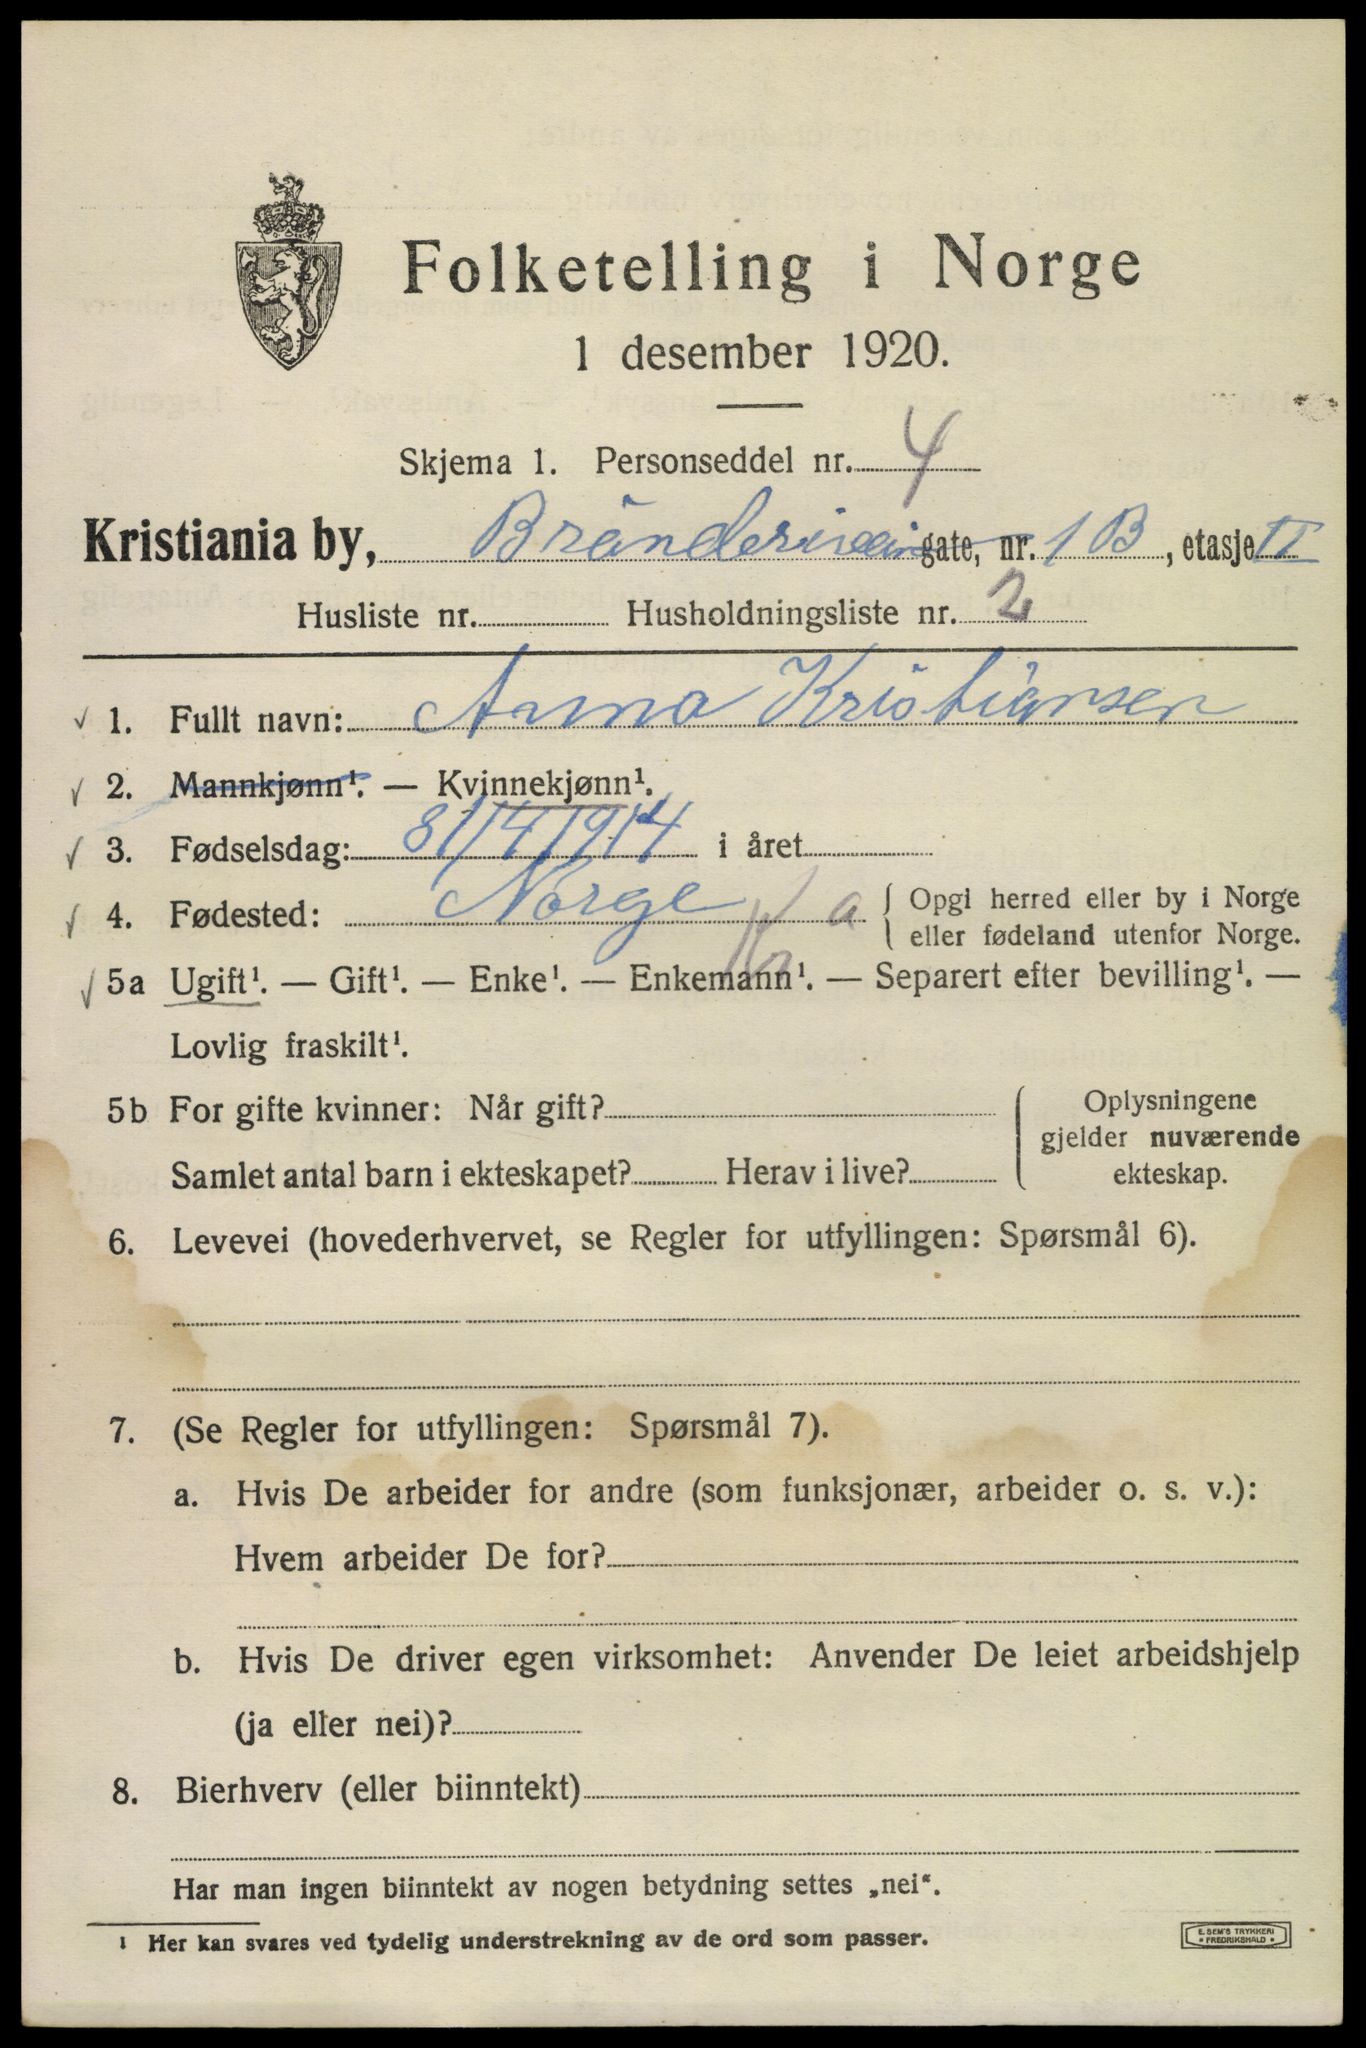 Folketelling i Norge
1 desember 1920.
Skjema 1. Personseddel nr. 4
Kristiania by, gate, nr. 1B, etasje II
Husliste nr. Husholdningsliste nr. 2
1. Fullt navn: Anna Kristiansen
2. Mannkjønn¹. — Kvinnekjønn¹.
3. Fødselsdag: 8/4 1914 i året
4. Fødested: Norge Kr a { Opgi herred eller by i Norge
eller fødeland utenfor Norge.
5a Ugift¹. — Gift¹. — Enke¹. — Enkemann¹. — Separert efter bevilling¹. —
Lovlig fraskilt¹.
5b For gifte kvinner: Når gift? { Oplysningene
gjelder nuværende
Samlet antal barn i ekteskapet? Herav i live? ekteskap.
6. Levevei (hovederhvervet, se Regler for utfyllingen: Spørsmål 6).
7. (Se Regler for utfyllingen: Spørsmål 7).
a. Hvis De arbeider for andre (som funksjonær, arbeider o. s. v.):
Hvem arbeider De for?
b. Hvis De driver egen virksomhet: Anvender De leiet arbeidshjelp
(ja eller nei)?
8. Bierhverv (eller biinntekt)
Har man ingen biinntekt av nogen betydning settes „nei“.
¹ Her kan svares ved tydelig understrekning av de ord som passer.
E. SEM'S TRYKKERI
FREDRIKSHALD